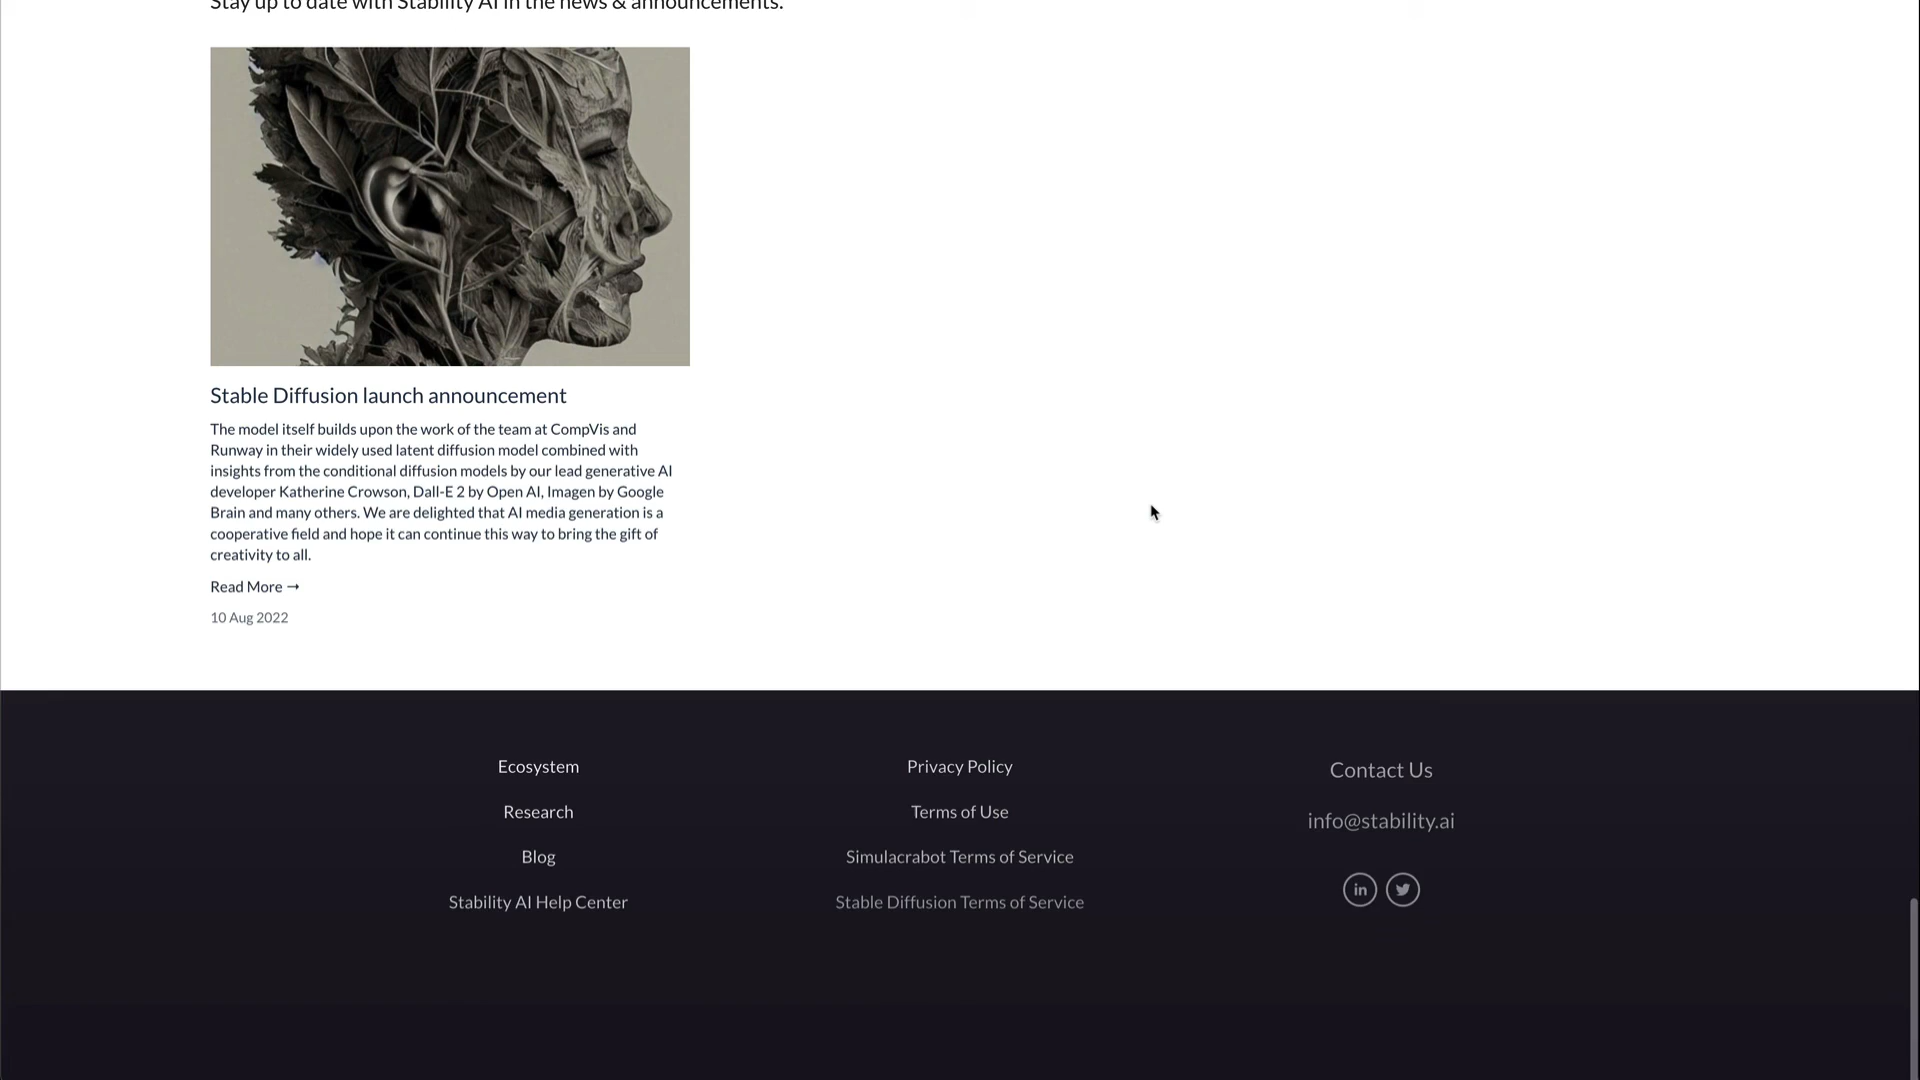 Stay up to date with Stability AI in the news & announcements.
Stable Diffusion launch announcement
The model itself builds upon the work of the team at CompVis and
Runway in their widely used latent diffusion model combined with
insights from the conditional diffusion models by our lead generative AI
developer Katherine Crowson, Dall-E 2 by Open AI, Imagen by Google
Brain and many others. We are delighted that AI media generation is a
cooperative field and hope it can continue this way to bring the gift of
creativity to all.
Read More →
10 Aug 2022
Ecosystem
Research
Blog
Stability AI Help Center
Privacy Policy
Terms of Use
Simulacrabot Terms of Service
Stable Diffusion Terms of Service
Contact Us
info@stability.ai
in